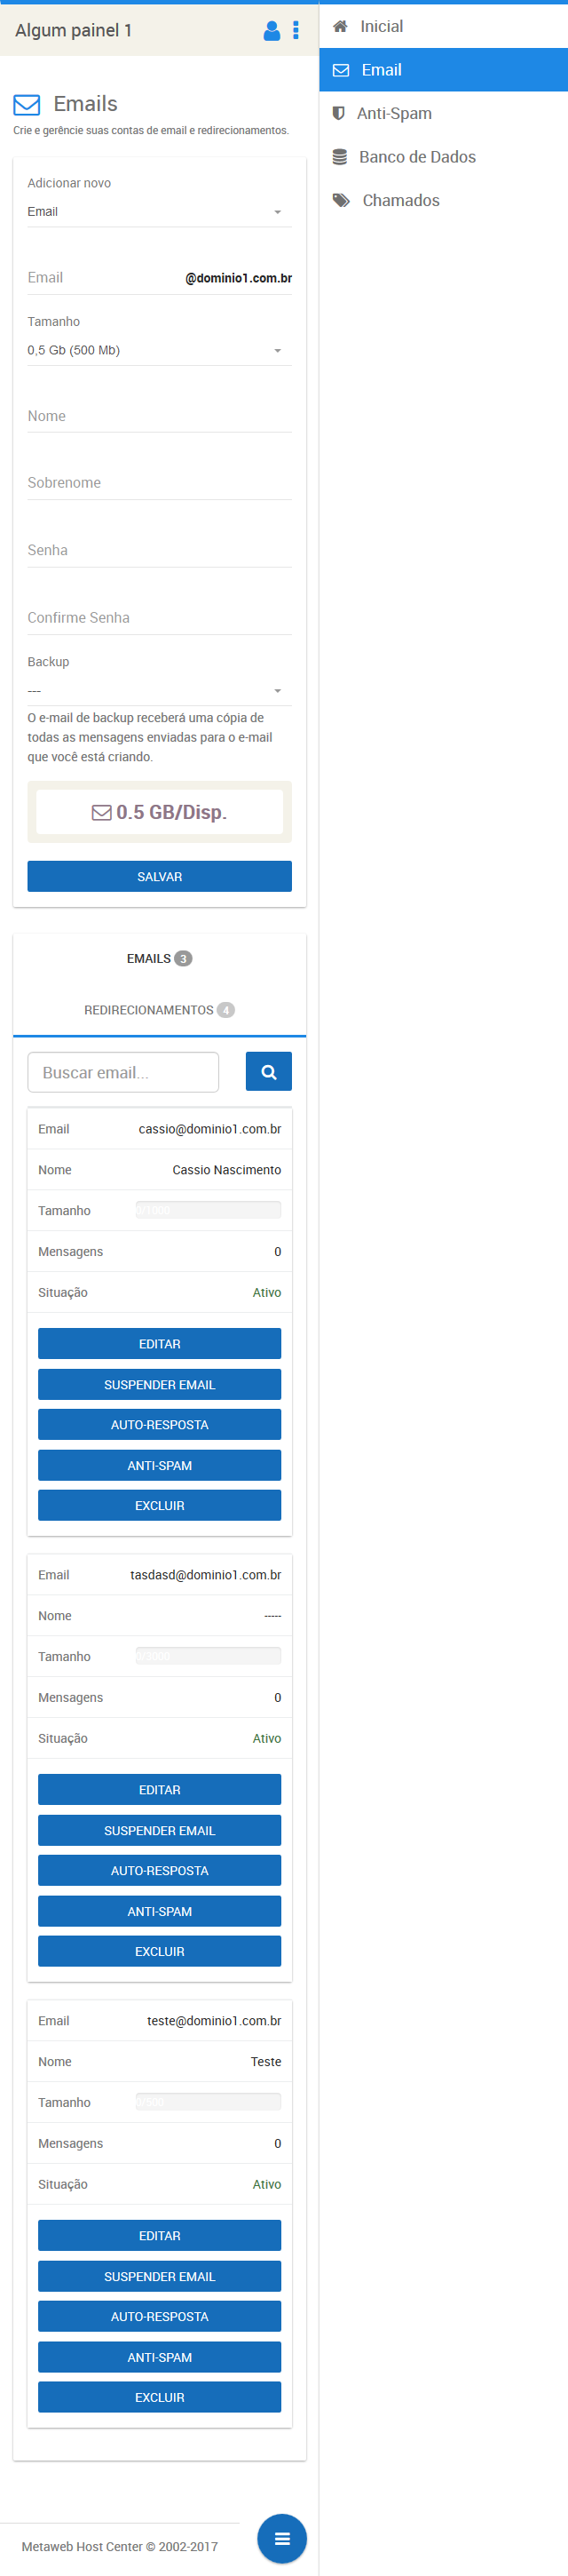 Algum painel 1
Inicial
Email
Anti-Spam
Banco de Dados
Chamados
Emails
Crie e gerêncie suas contas de email e redirecionamentos.
Adicionar novo
Email
Email @dominio1.com.br
Tamanho
0,5 Gb (500 Mb)
Nome
Sobrenome
Senha
Confirme Senha
Backup
---
O e-mail de backup receberá uma cópia de
todas as mensagens enviadas para o e-mail
que você está criando.
0.5 GB/Disp.
SALVAR
EMAILS 3
REDIRECIONAMENTOS 4
Buscar email...
Email cassio@dominio1.com.br
Nome Cassio Nascimento
Tamanho 0/1000
Mensagens 0
Situação Ativo
EDITAR
SUSPENDER EMAIL
AUTO-RESPOSTA
ANTI-SPAM
EXCLUIR
Email tasdasd@dominio1.com.br
Nome -----
Tamanho 0/3000
Mensagens 0
Situação Ativo
EDITAR
SUSPENDER EMAIL
AUTO-RESPOSTA
ANTI-SPAM
EXCLUIR
Email teste@dominio1.com.br
Nome Teste
Tamanho 0/500
Mensagens 0
Situação Ativo
EDITAR
SUSPENDER EMAIL
AUTO-RESPOSTA
ANTI-SPAM
EXCLUIR
Metaweb Host Center © 2002-2017